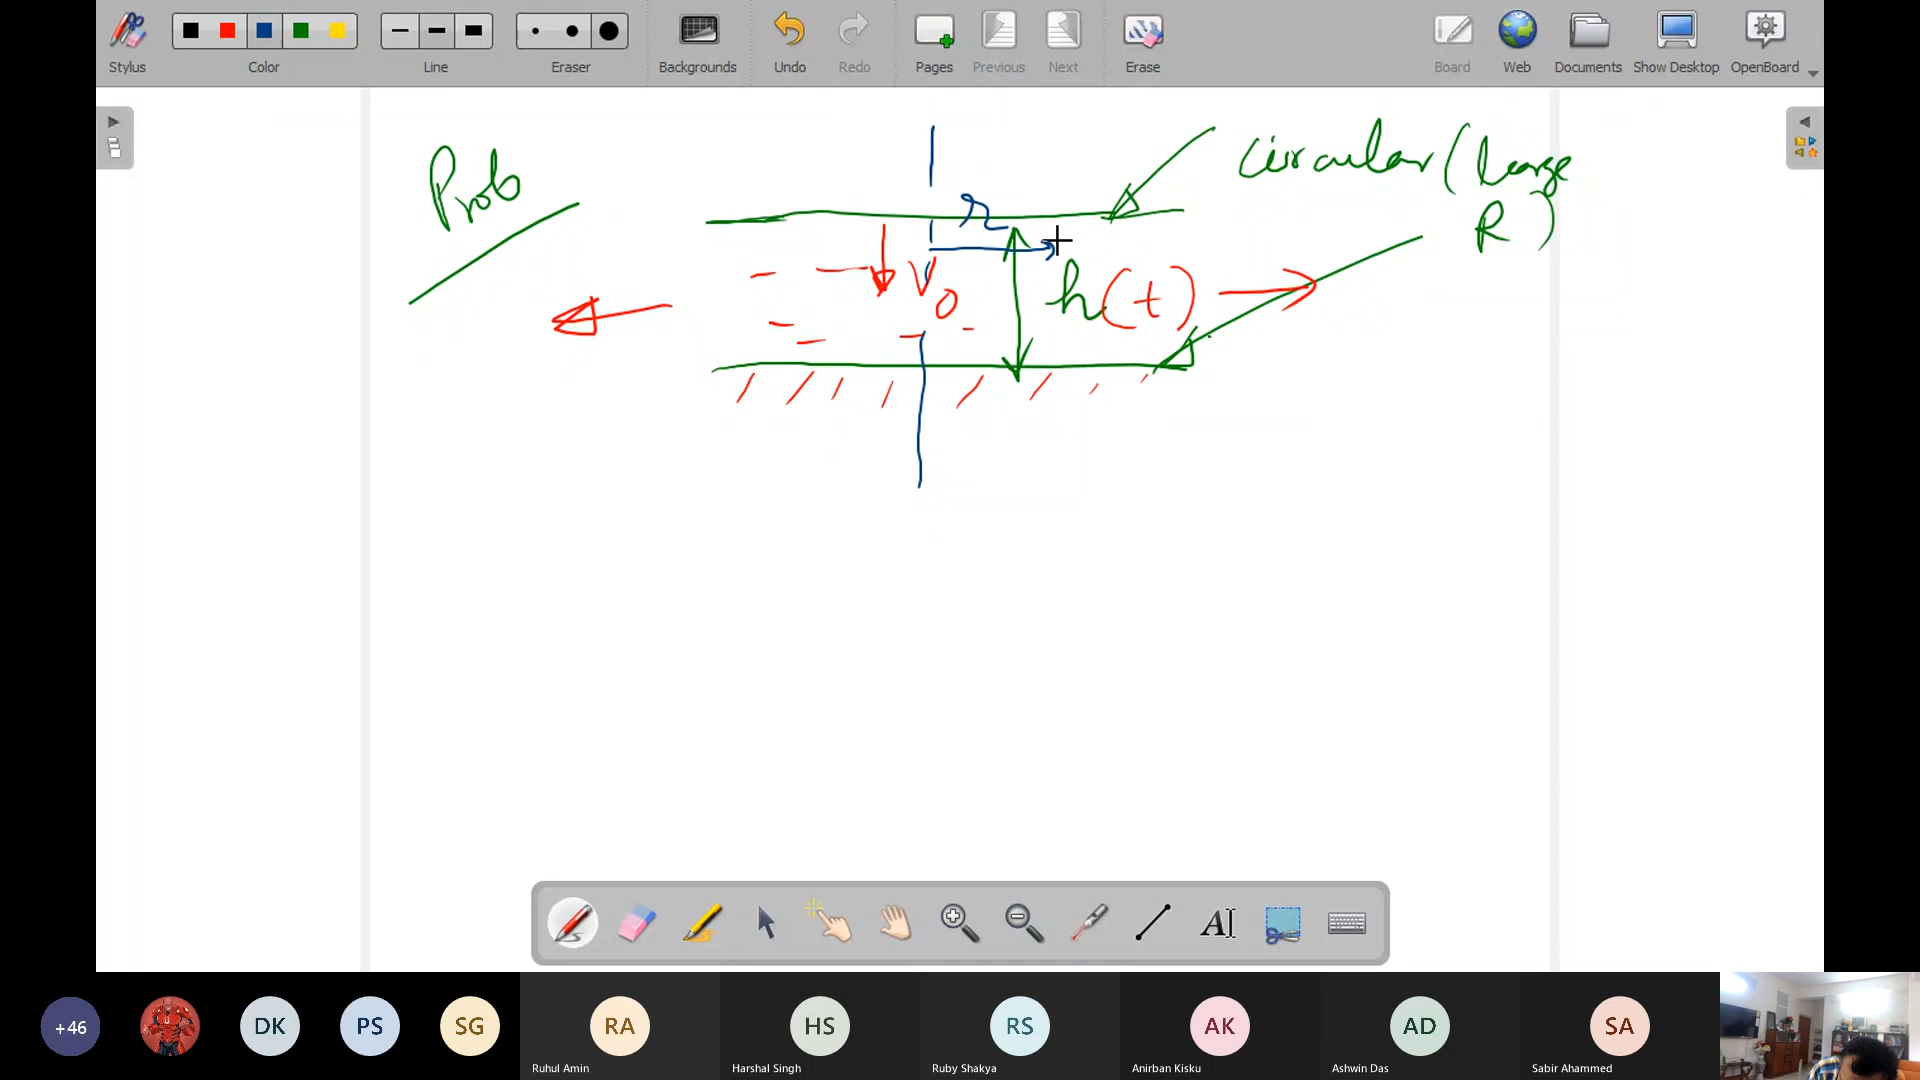 Stylus
Color
Line
Eraser
Backgrounds
Undo
Redo
Pages
Previous
Next
Erase
Board
Web
Documents
Show Desktop
OpenBoard
Prob
circular (large
R)
r
V0
h(t)
AI
+46
DK
PS
SG
RA
HS
RS
AK
AD
SA
Ruhul Amin
Harshal Singh
Ruby Shakya
Anirban Kisku
Ashwin Das
Sabir Ahammed